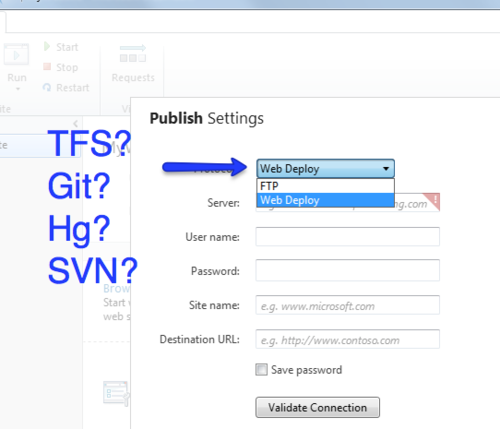 Start
Stop
Restart
Run
Requests
Publish Settings
TFS?
Git?
Hg?
SVN?
Web Deploy
FTP
Web Deploy
Server:
User name:
Password:
Site name:
e.g. www.microsoft.com
Destination URL:
e.g. http://www.contoso.com
Save password
Validate Connection
Start
web s